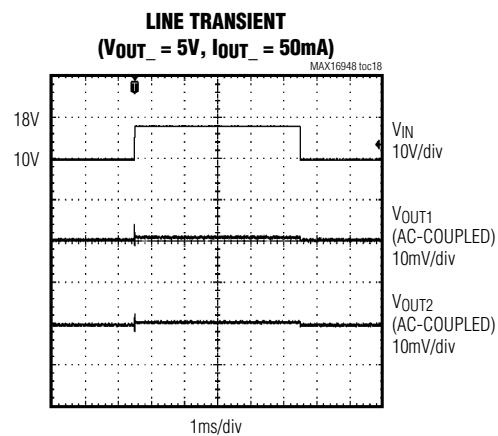 LINE TRANSIENT
(VOUT_ = 5V, IOUT_ = 50mA)
MAX16948 toc18
T
18V
10V
VIN
10V/div
VOUT1
(AC-COUPLED)
10mV/div
VOUT2
(AC-COUPLED)
10mV/div
1ms/div